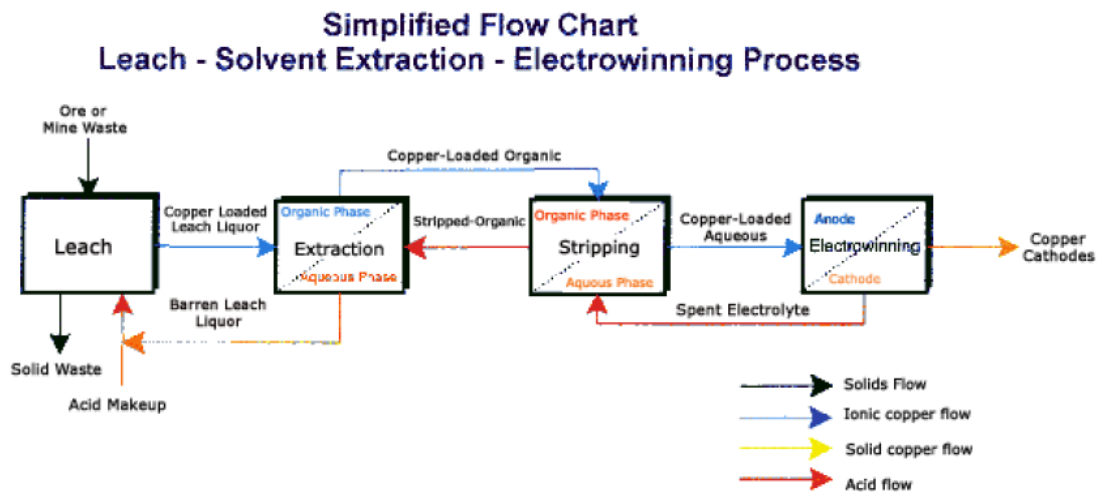 Simplified Flow Chart
Leach - Solvent Extraction - Electrowinning Process
Ore or
Mine Waste
Copper-Loaded Organic
Leach
Copper Loaded
Leach Liquor
Organic Phase
Extraction
Aqueous Phase
Stripped-Organic
Organic Phase
Stripping
Aquous Phase
Copper-Loaded
Aqueous
Anode
Electrowinning
Cathode
Copper
Cathodes
Barren Leach
Liquor
Spent Electrolyte
Solid Waste
Acid Makeup
Solids Flow
Ionic copper flow
Solid copper flow
Acid flow